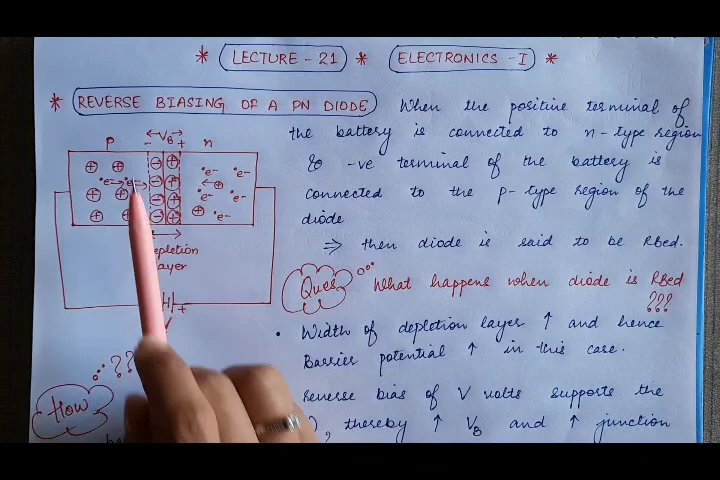 * LECTURE - 21 * ELECTRONICS - I *
* REVERSE BIASING OF A PN DIODE When the positive terminal of
the battery is connected to n-type region
& -ve terminal of the battery is
connected to the p-type region of the
diode
⇒ then diode is said to be RBed.
Ques What happens when diode is RBed
???
• Width of depletion layer ↑ and hence
Barrier potential ↑ in this case.
Reverse bias of V volts supports the
, thereby ↑ VB and ↑ junction
P - VB + n
e- e-
e- e-
e- e-
e-
+
How ???